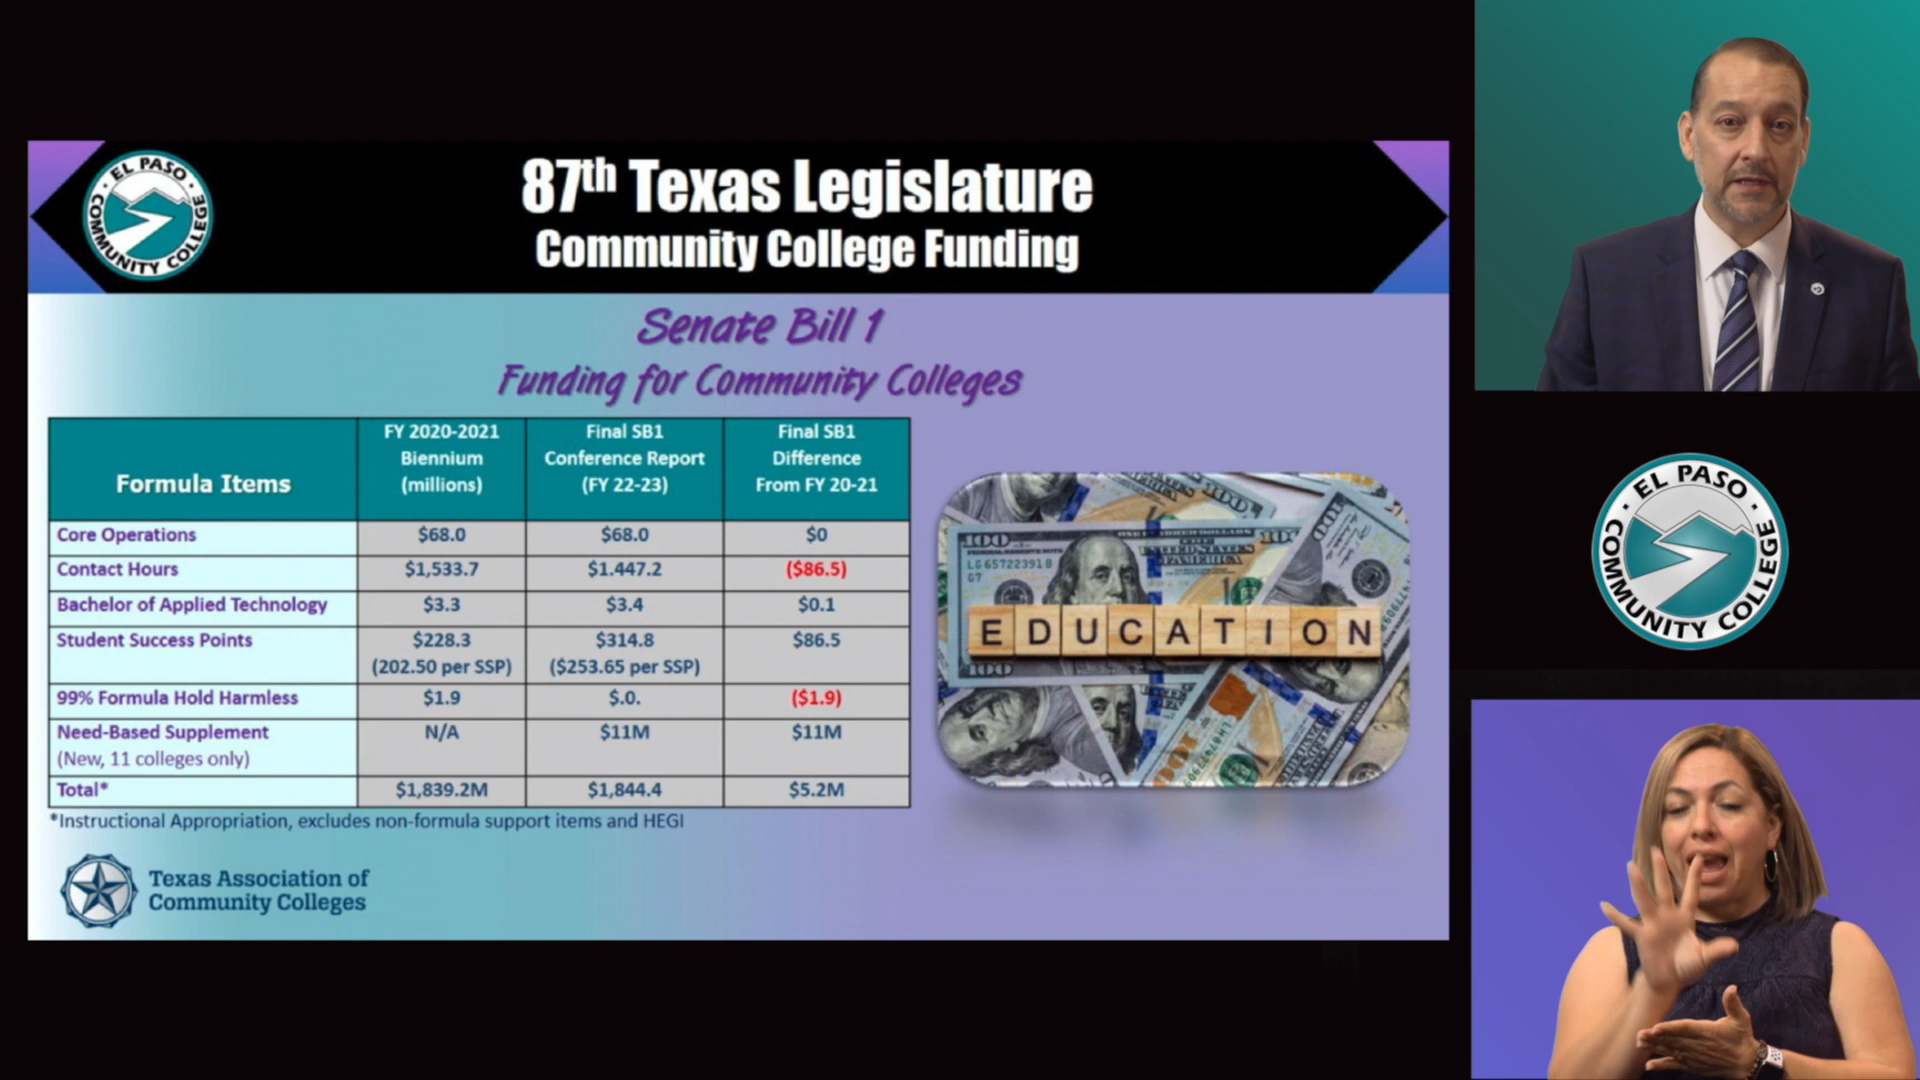 87th Texas Legislature
Community College Funding
EL PASO
COMMUNITY COLLEGE
Senate Bill 1
Funding for Community Colleges
Formula Items
FY 2020-2021
Biennium
(millions)
Final SB1
Conference Report
(FY 22-23)
Final SB1
Difference
From FY 20-21
Core Operations $68.0 $68.0 $0
Contact Hours $1,533.7 $1.447.2 ($86.5)
Bachelor of Applied Technology $3.3 $3.4 $0.1
Student Success Points $228.3 $314.8 $86.5
(202.50 per SSP) ($253.65 per SSP)
99% Formula Hold Harmless $1.9 $.0. ($1.9)
Need-Based Supplement N/A $11M $11M
(New, 11 colleges only)
Total* $1,839.2M $1,844.4 $5.2M
*Instructional Appropriation, excludes non-formula support items and HEGI
Texas Association of
Community Colleges
100
UNITED STATES
OF AMERICA
EDUCATION
100
EL PASO
COMMUNITY COLLEGE